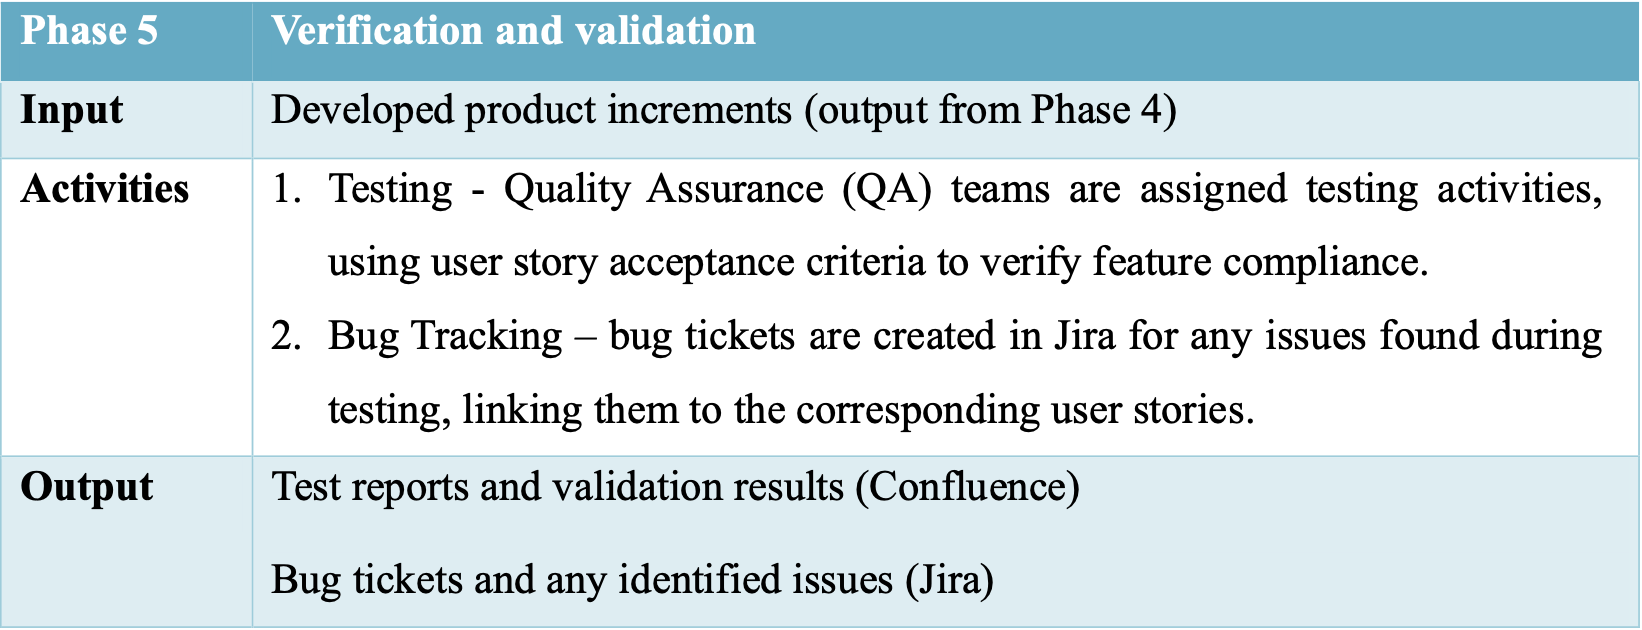 Phase 5
Verification and validation
Input
Developed product increments (output from Phase 4)
Activities
1. Testing - Quality Assurance (QA) teams are assigned testing activities,
using user story acceptance criteria to verify feature compliance.
2. Bug Tracking – bug tickets are created in Jira for any issues found during
testing, linking them to the corresponding user stories.
Output
Test reports and validation results (Confluence)
Bug tickets and any identified issues (Jira)